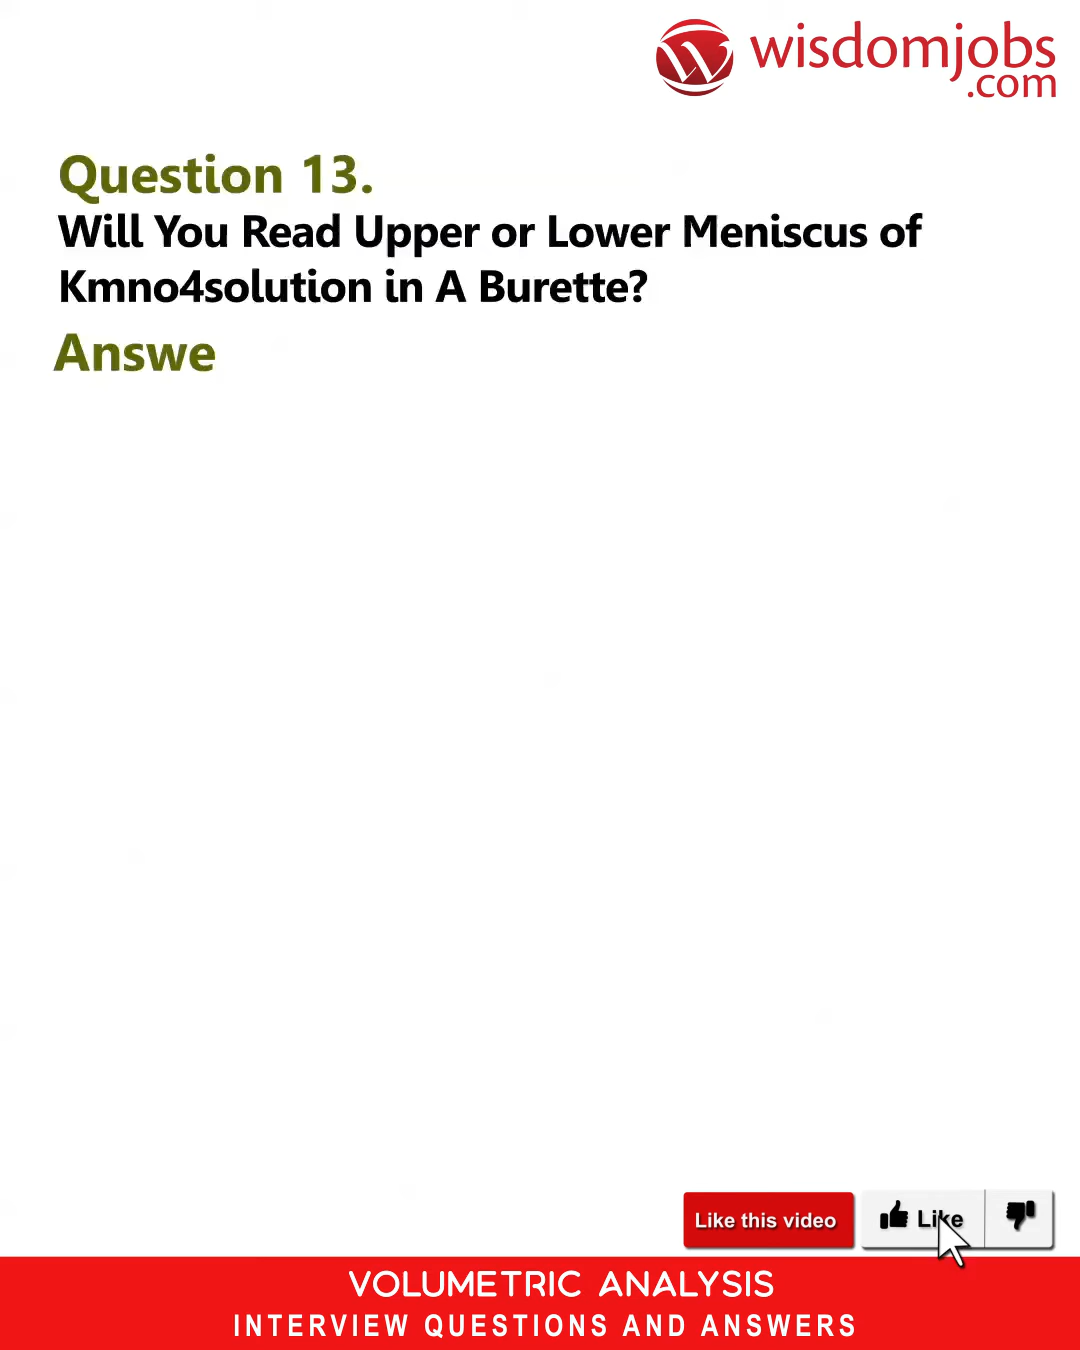 wisdomjobs
.com
Question 13.
Will You Read Upper or Lower Meniscus of
Kmno4solution in A Burette?
Answe
Like this video
Like
VOLUMETRIC ANALYSIS
INTERVIEW QUESTIONS AND ANSWERS